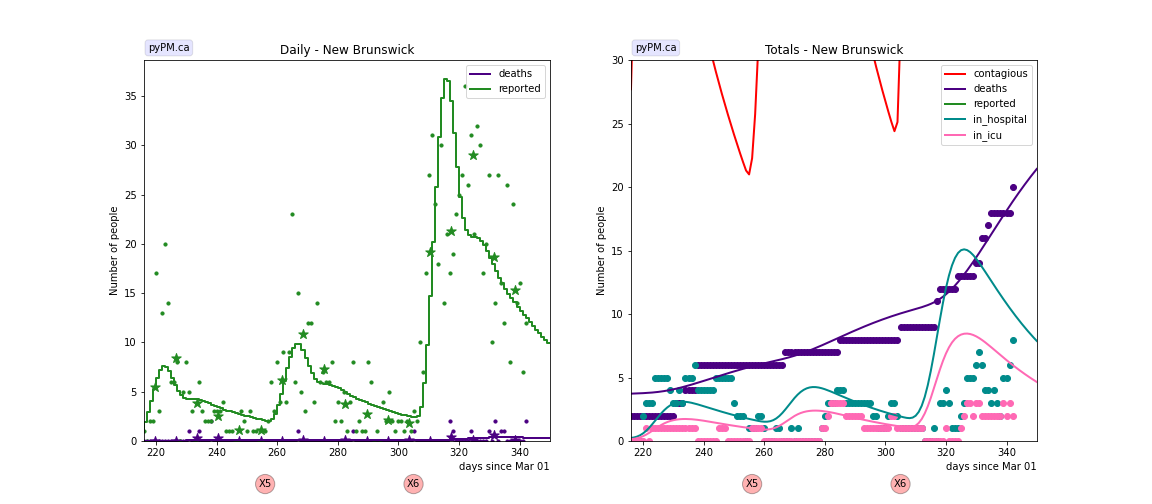 pyPM.ca
Daily - New Brunswick
deaths
reported
Number of people
35
30
25
20
15
10
5
0
220 240 260 280 300 320 340
days since Mar 01
X5 X6
pyPM.ca
Totals - New Brunswick
contagious
deaths
reported
in_hospital
in_icu
Number of people
30
25
20
15
10
5
0
220 240 260 280 300 320 340
days since Mar 01
X5 X6